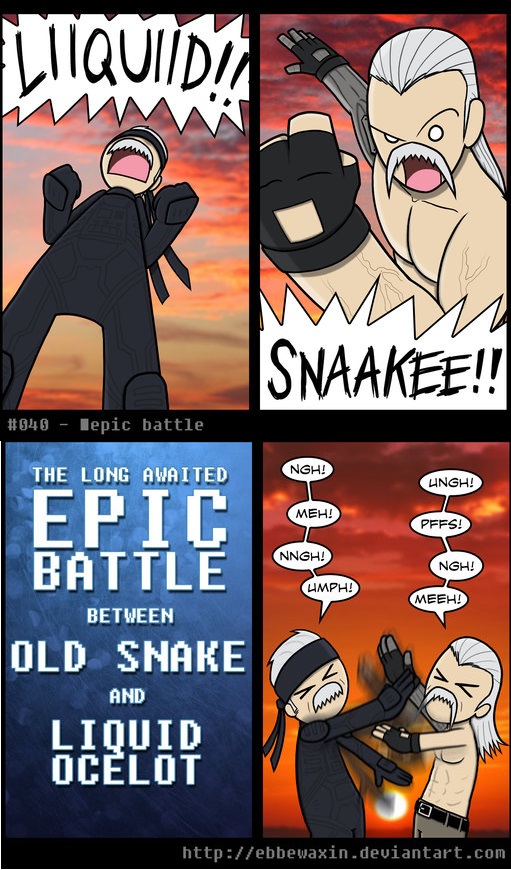 LIIQUIID!!
SNAAKEE!!
#040 - ■epic battle
THE LONG AWAITED
EPIC
BATTLE
BETWEEN
OLD SNAKE
AND
LIQUID
OCELOT
NGH!
MEH!
NNGH!
UMPH!
UNGH!
PFFS!
NGH!
MEEH!
http://ebbewaxin.deviantart.com